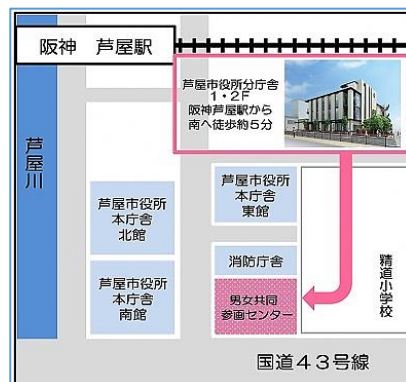 阪神 芦屋駅
芦屋市役所分庁舎
1・2F
阪神芦屋駅から
南へ徒歩約5分
芦屋川
芦屋市役所
本庁舎
北館
芦屋市役所
本庁舎
東館
消防庁舎
芦屋市役所
本庁舎
南館
男女共同
参画センター
精道小学校
国道43号線